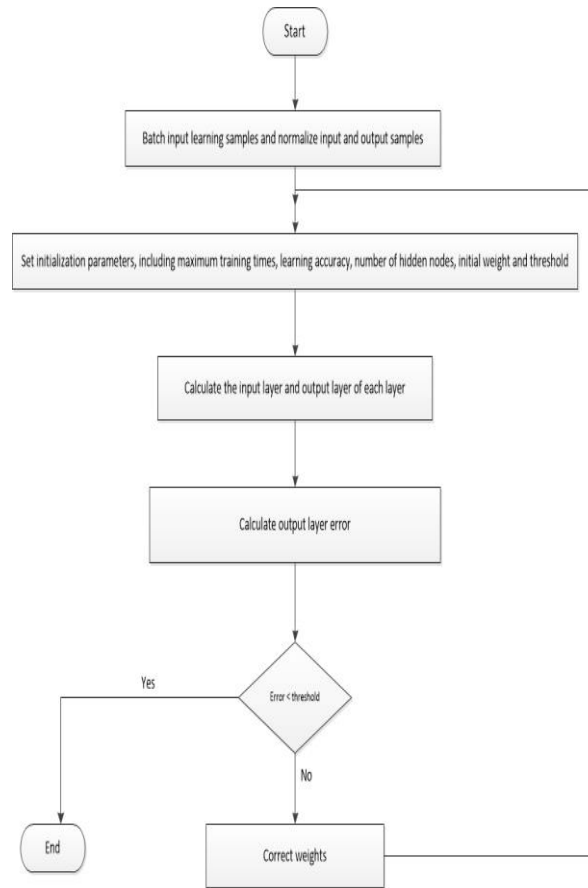 Start
Batch input learning samples and normalize input and output samples
Set initialization parameters, including maximum training times, learning accuracy, number of hidden nodes, initial weight and threshold
Calculate the input layer and output layer of each layer
Calculate output layer error
Yes
Error < threshold
No
End
Correct weights